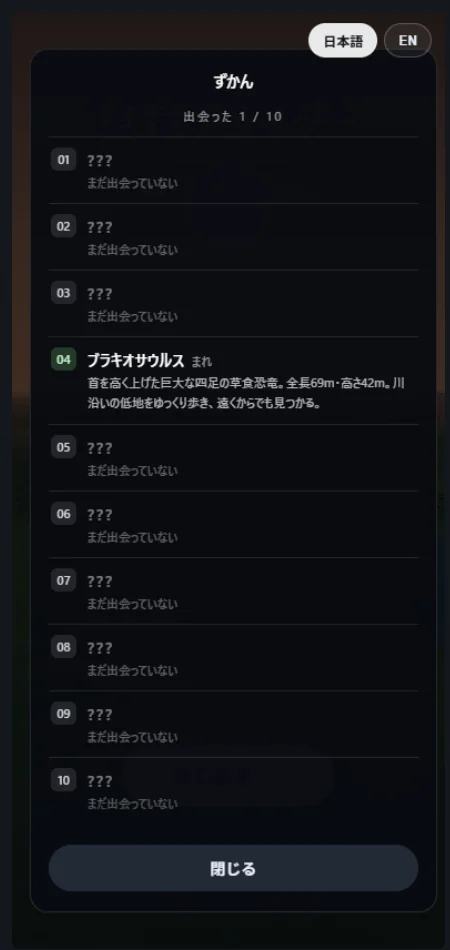 日本語 EN
ずかん
出会った 1 / 10
01 ???
まだ出会っていない
02 ???
まだ出会っていない
03 ???
まだ出会っていない
04 ブラキオサウルス まれ
首を高く上げた巨大な四足の草食恐竜。全長69m・高さ42m。川
沿いの低地をゆっくり歩き、遠くからでも見つかる。
05 ???
まだ出会っていない
06 ???
まだ出会っていない
07 ???
まだ出会っていない
08 ???
まだ出会っていない
09 ???
まだ出会っていない
10 ???
まだ出会っていない
閉じる